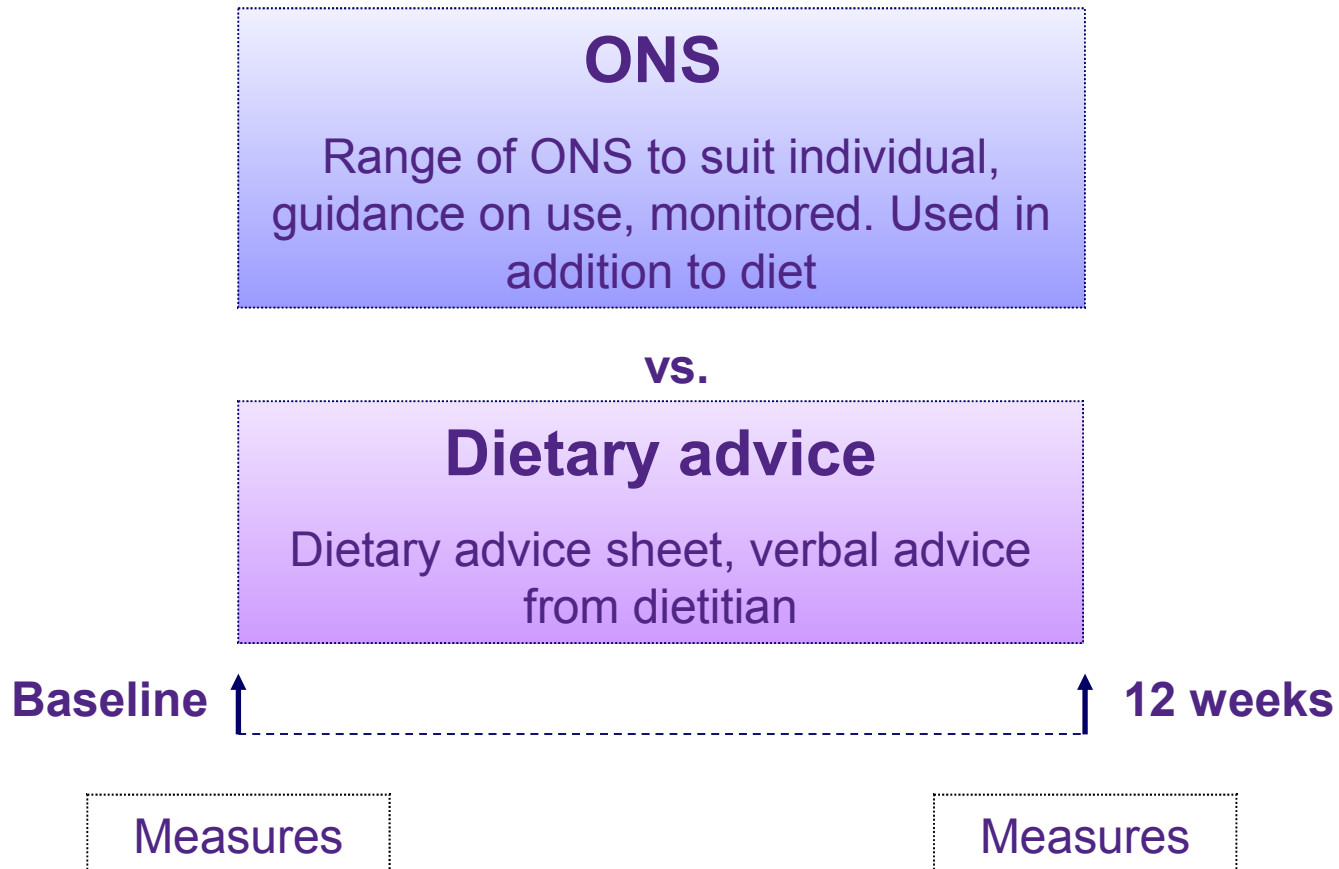 ONS
Range of ONS to suit individual,
guidance on use, monitored. Used in
addition to diet
vs.
Dietary advice
Dietary advice sheet, verbal advice
from dietitian
Baseline
12 weeks
Measures
Measures